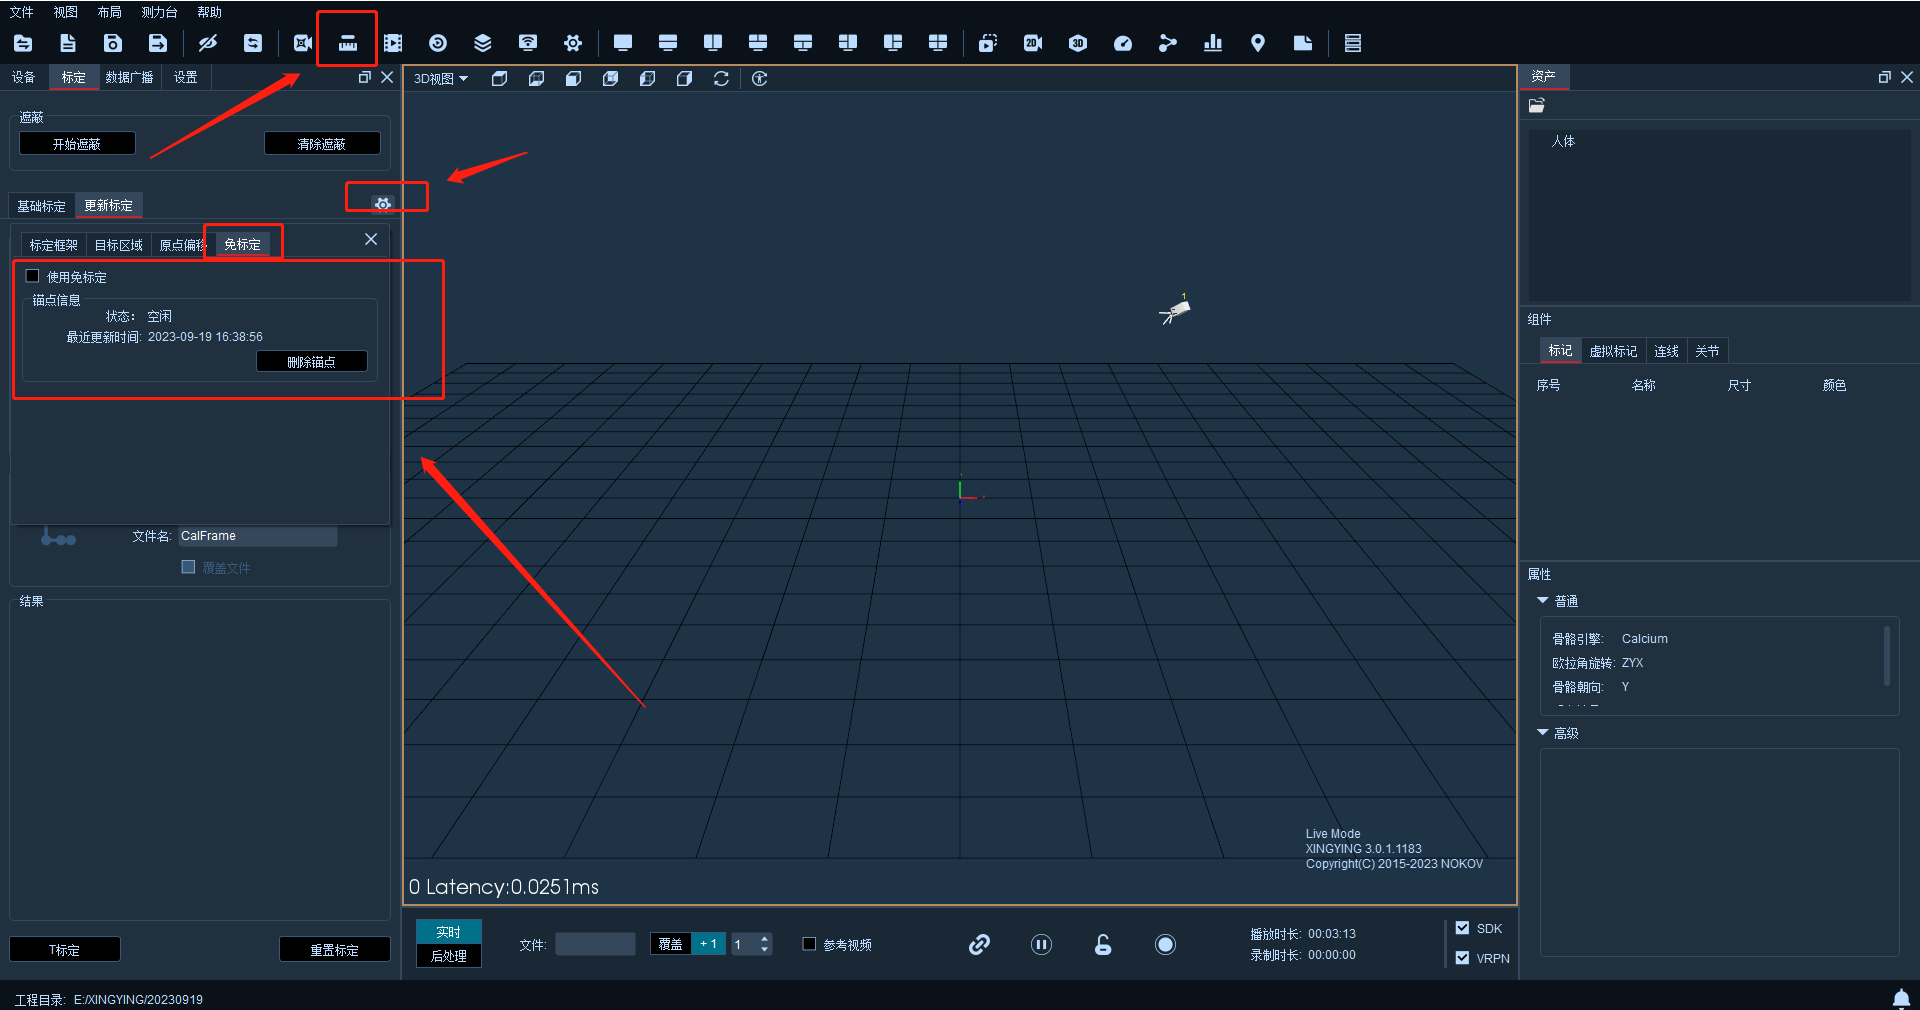 文件 视图 布局 测力台 帮助
设备 标定 数据广播 设置
3D视图
资产
遮蔽
开始遮蔽 清除遮蔽
人体
基础标定 更新标定
标定框架 目标区域 原点偏移 免标定
使用免标定
锚点信息
状态: 空闲
最近更新时间: 2023-09-19 16:38:56
删除锚点
1
组件
标记 虚拟标记 连线 关节
序号 名称 尺寸 颜色
文件名: CalFrame
覆盖文件
结果
属性
普通
骨骼引擎: Calcium
欧拉角旋转: ZYX
骨骼朝向: Y
高级
Live Mode
XINGYING 3.0.1.1183
Copyright(C) 2015-2023 NOKOV
0 Latency:0.0251ms
T标定 重置标定
实时
后处理
文件: 覆盖 +1 1 参考视频
播放时长: 00:03:13
录制时长: 00:00:00
SDK
VRPN
工程目录: E:/XINGYING/20230919